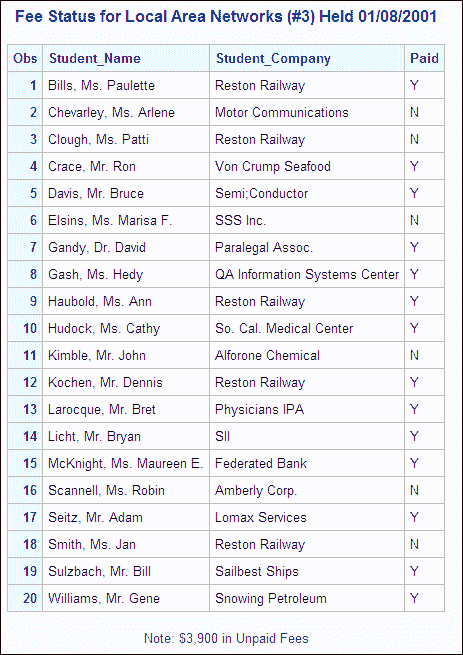 Fee Status for Local Area Networks (#3) Held 01/08/2001
Obs Student_Name Student_Company Paid
1 Bills, Ms. Paulette Reston Railway Y
2 Chevarley, Ms. Arlene Motor Communications N
3 Clough, Ms. Patti Reston Railway N
4 Crace, Mr. Ron Von Crump Seafood Y
5 Davis, Mr. Bruce Semi;Conductor Y
6 Elsins, Ms. Marisa F. SSS Inc. N
7 Gandy, Dr. David Paralegal Assoc. Y
8 Gash, Ms. Hedy QA Information Systems Center Y
9 Haubold, Ms. Ann Reston Railway Y
10 Hudock, Ms. Cathy So. Cal. Medical Center Y
11 Kimble, Mr. John Alforone Chemical N
12 Kochen, Mr. Dennis Reston Railway Y
13 Larocque, Mr. Bret Physicians IPA Y
14 Licht, Mr. Bryan SII Y
15 McKnight, Ms. Maureen E. Federated Bank Y
16 Scannell, Ms. Robin Amberly Corp. N
17 Seitz, Mr. Adam Lomax Services Y
18 Smith, Ms. Jan Reston Railway N
19 Sulzbach, Mr. Bill Sailbest Ships Y
20 Williams, Mr. Gene Snowing Petroleum Y
Note: $3,900 in Unpaid Fees